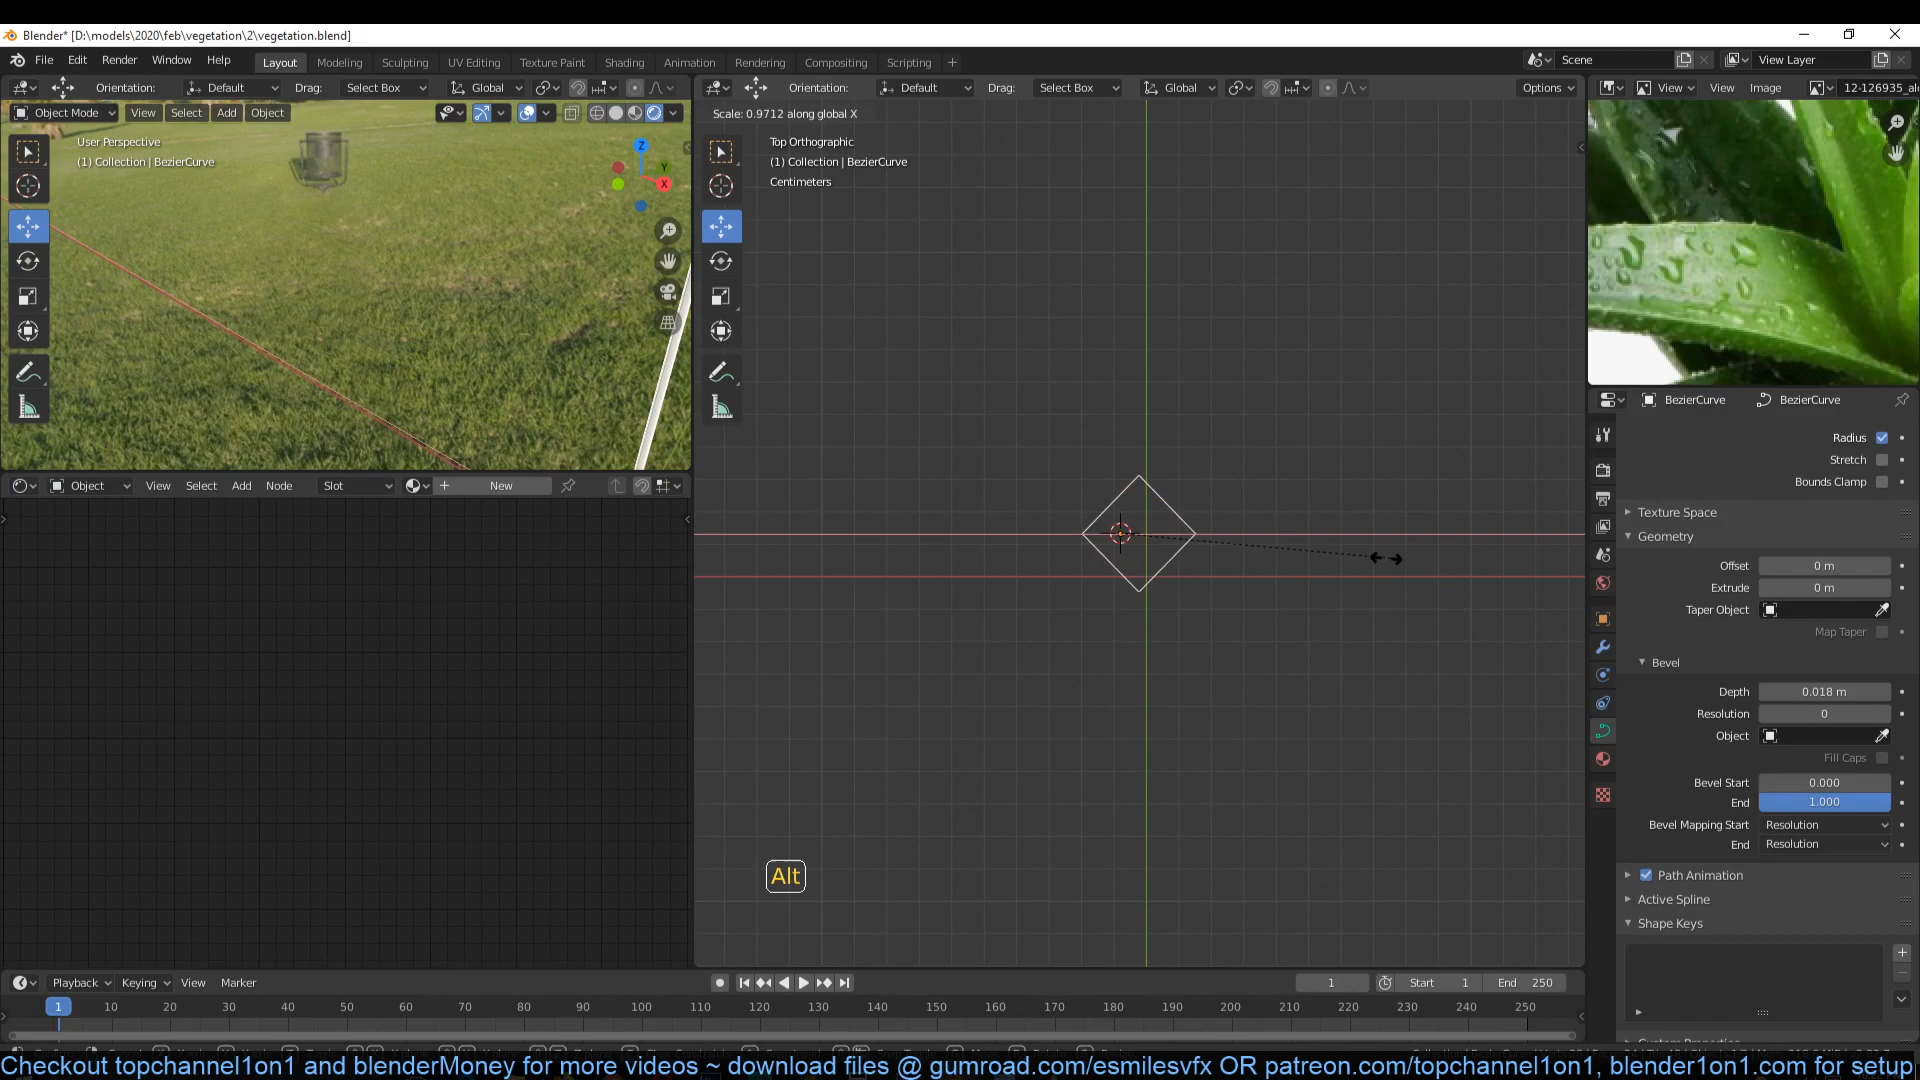 Blender* [D:\models\2020\feb\vegetation\2\vegetation.blend]
File Edit Render Window Help Layout Modeling Sculpting UV Editing Texture Paint Shading Animation Rendering Compositing Scripting + Scene View Layer
Orientation: Default Drag: Select Box Global
Orientation: Default Drag: Select Box Global Options
View View Image 12-126935_al
Object Mode View Select Add Object
Scale: 0.9712 along global X
User Perspective
(1) Collection | BezierCurve
Z
Y
X
Top Orthographic
(1) Collection | BezierCurve
Centimeters
BezierCurve BezierCurve
Radius
Stretch
Bounds Clamp
Texture Space
Geometry
Offset 0 m
Extrude 0 m
Taper Object
Map Taper
Bevel
Depth 0.018 m
Resolution 0
Object
Fill Caps
Bevel Start 0.000
End 1.000
Bevel Mapping Start Resolution
End Resolution
Path Animation
Active Spline
Shape Keys
Object View Select Add Node Slot New
Alt
Playback Keying View Marker 1 Start 1 End 250
1 10 20 30 40 50 60 70 80 90 100 110 120 130 140 150 160 170 180 190 200 210 220 230 240 250
Checkout topchannel1on1 and blenderMoney for more videos ~ download files @ gumroad.com/esmilesvfx OR patreon.com/topchannel1on1, blender1on1.com for setup